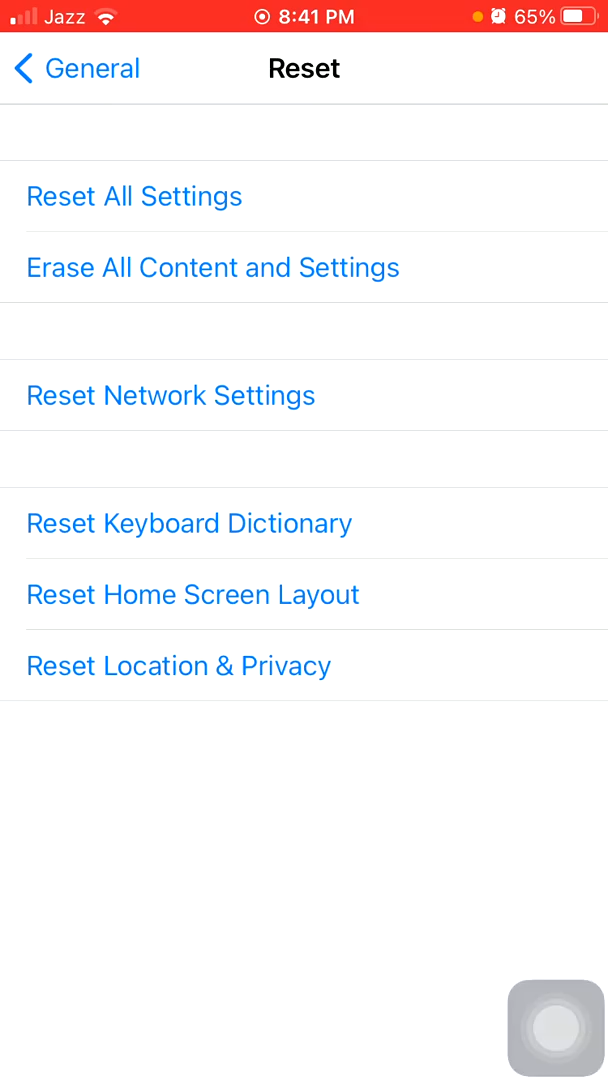 Jazz 8:41 PM 65%
General Reset
Reset All Settings
Erase All Content and Settings
Reset Network Settings
Reset Keyboard Dictionary
Reset Home Screen Layout
Reset Location & Privacy